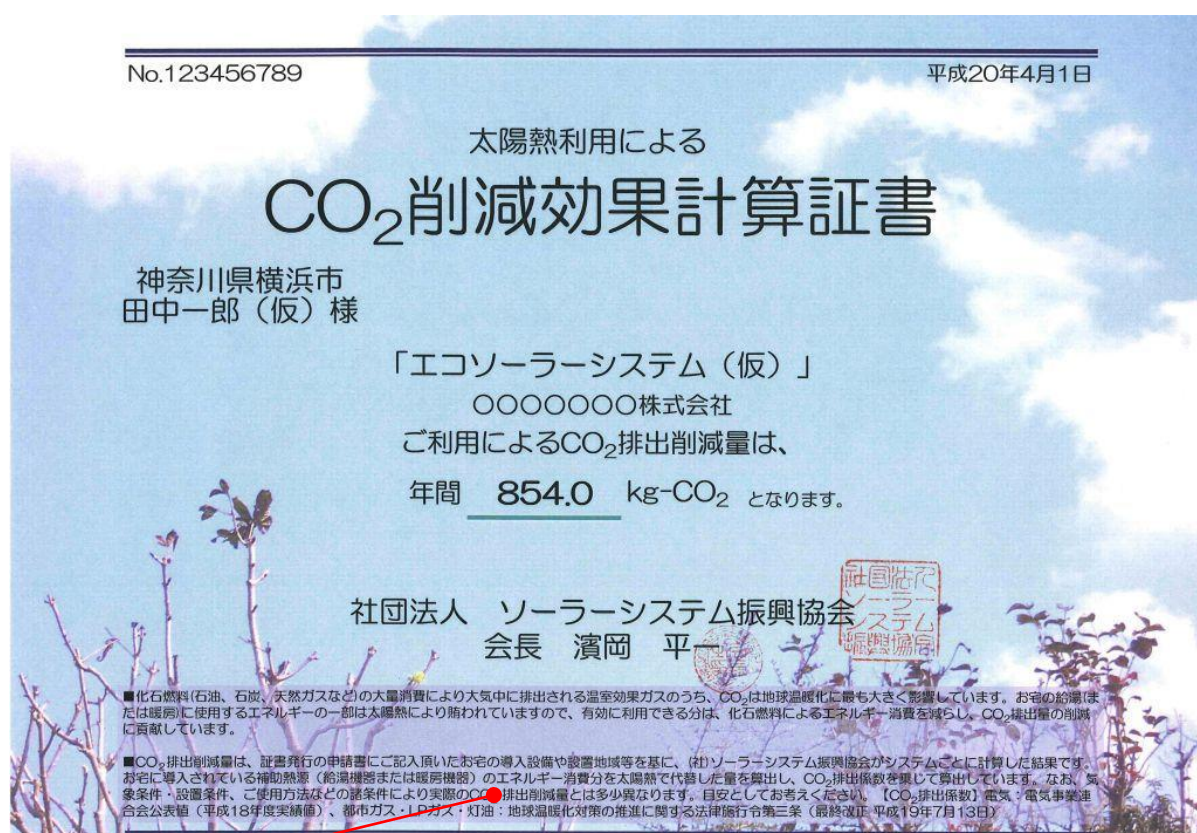 No.123456789
平成20年4月1日
太陽熱利用による
CO₂削減効果計算証書
神奈川県横浜市
田中一郎（仮）様
「エコソーラーシステム（仮）」
○○○○○○○株式会社
ご利用によるCO₂排出削減量は、
年間 854.0 kg-CO₂ となります。
社団法人 ソーラーシステム振興協会
会長 濱岡 平一
社団法人
ソーラー
システム
振興協会
■化石燃料(石油、石炭、天然ガスなど)の大量消費により大気中に排出される温室効果ガスのうち、CO₂は地球温暖化に最も大きく影響しています。お宅の給湯(ま
たは暖房)に使用するエネルギーの一部は太陽熱により賄われていますので、有効に利用できる分は、化石燃料によるエネルギー消費を減らし、CO₂排出量の削減
に貢献しています。
■CO₂排出削減量は、証書発行の申請書にご記入頂いたお宅の導入設備や設置地域等を基に、(社)ソーラーシステム振興協会がシステムごとに計算した結果です。
お宅に導入されている補助熱源（給湯機器または暖房機器）のエネルギー消費分を太陽熱で代替した量を算出し、CO₂排出係数を乗じて算出しています。なお、気
象条件・設置条件、ご使用方法などの諸条件により実際のCO 排出削減量とは多少異なります。目安としてお考えください。【CO₂排出係数】電気：電気事業連
合会公表値（平成18年度実績値）、都市ガス・LPガス・灯油：地球温暖化対策の推進に関する法律施行令第三条（最終改正 平成19年7月13日）